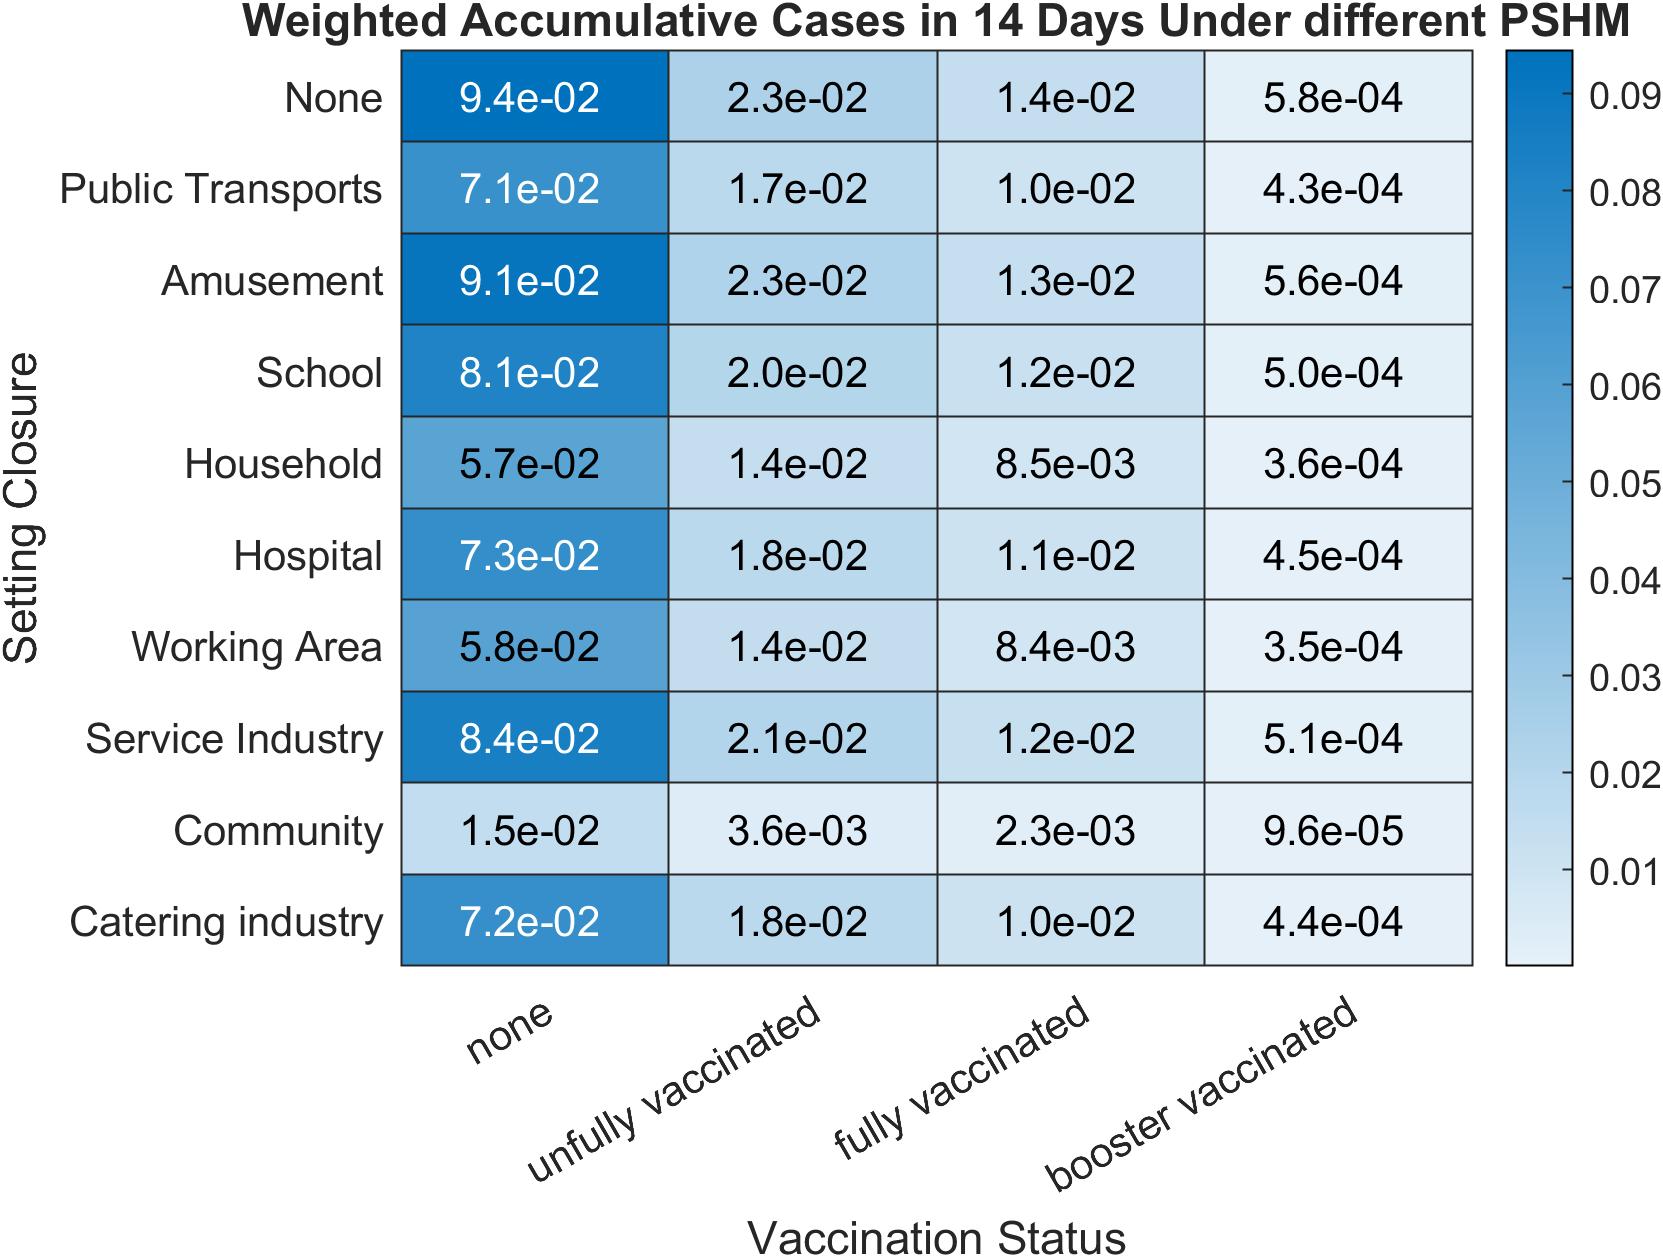 Weighted Accumulative Cases in 14 Days Under different PSHM
None 9.4e-02 2.3e-02 1.4e-02 5.8e-04
Public Transports 7.1e-02 1.7e-02 1.0e-02 4.3e-04
Amusement 9.1e-02 2.3e-02 1.3e-02 5.6e-04
School 8.1e-02 2.0e-02 1.2e-02 5.0e-04
Household 5.7e-02 1.4e-02 8.5e-03 3.6e-04
Hospital 7.3e-02 1.8e-02 1.1e-02 4.5e-04
Working Area 5.8e-02 1.4e-02 8.4e-03 3.5e-04
Service Industry 8.4e-02 2.1e-02 1.2e-02 5.1e-04
Community 1.5e-02 3.6e-03 2.3e-03 9.6e-05
Catering industry 7.2e-02 1.8e-02 1.0e-02 4.4e-04
Setting Closure
none
unfully vaccinated
fully vaccinated
booster vaccinated
Vaccination Status
0.09
0.08
0.07
0.06
0.05
0.04
0.03
0.02
0.01